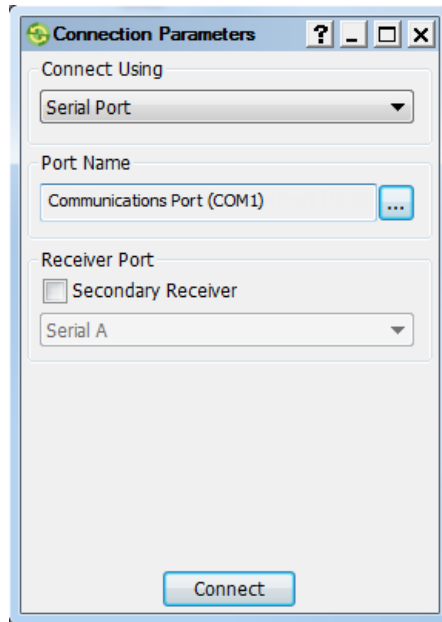 Connection Parameters ?
Connect Using
Serial Port
Port Name
Communications Port (COM1) ...
Receiver Port
Secondary Receiver
Serial A
Connect